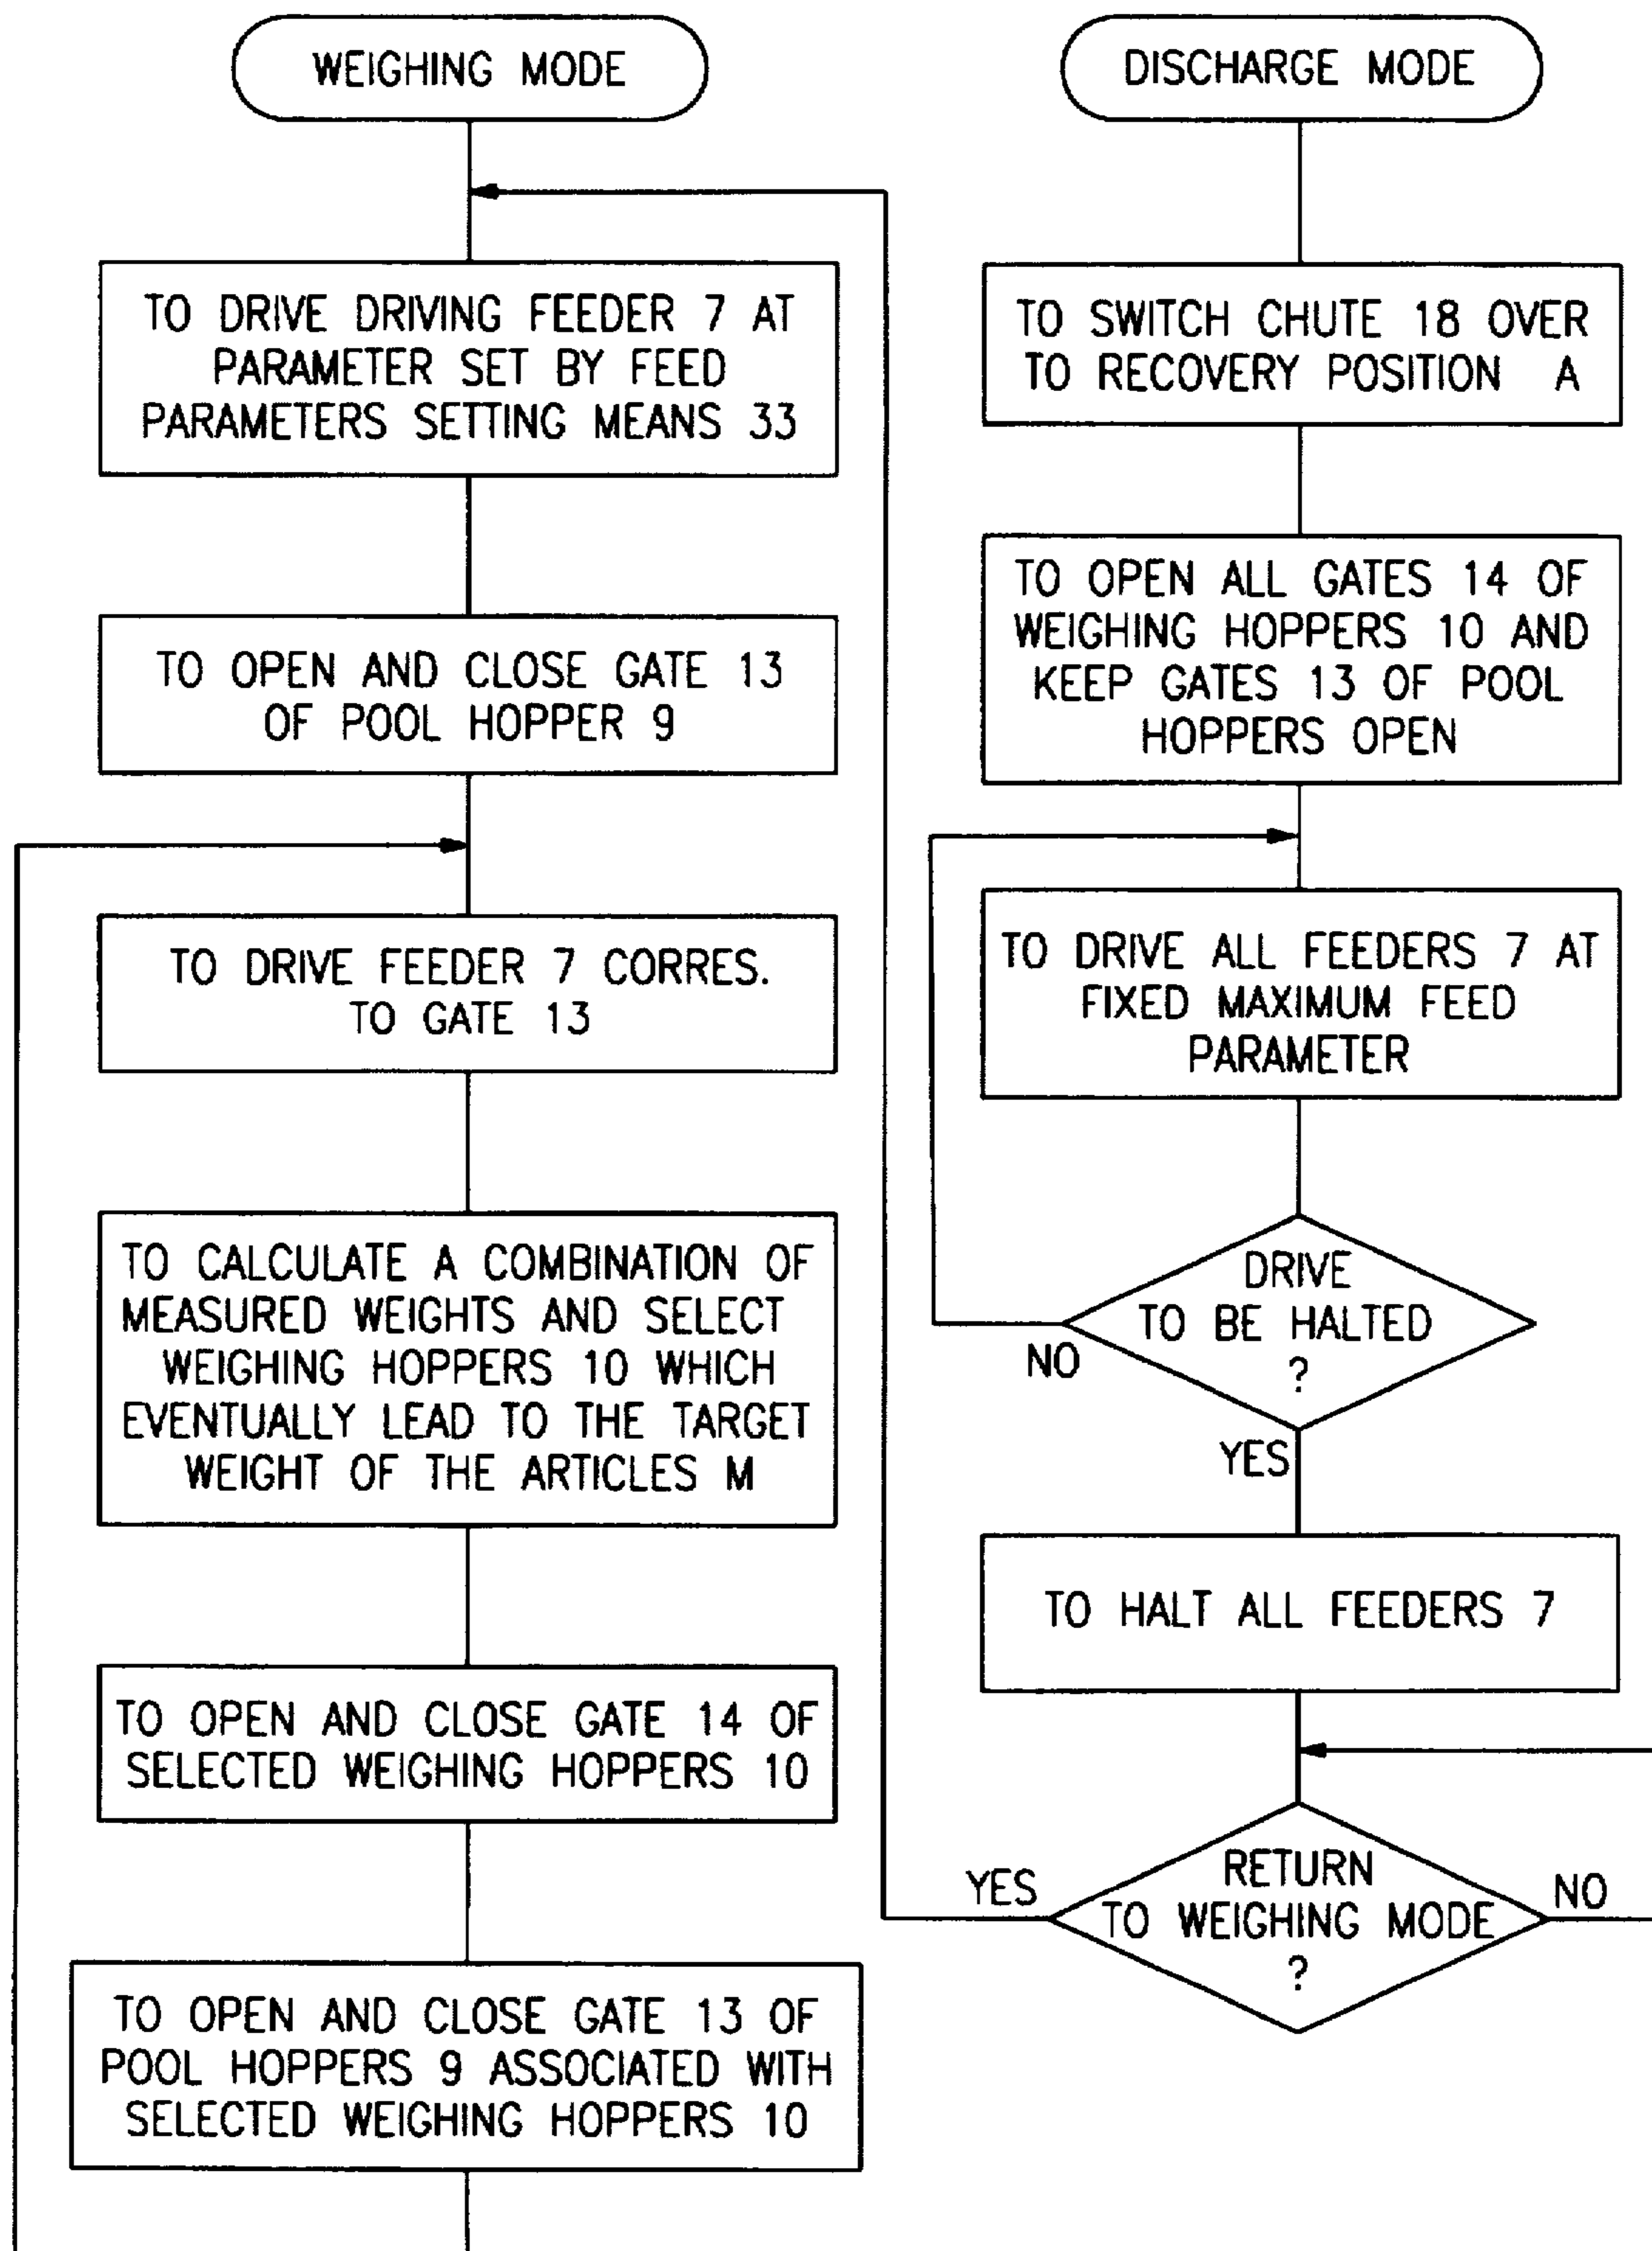 WEIGHING MODE
TO DRIVE DRIVING FEEDER 7 AT
PARAMETER SET BY FEED
PARAMETERS SETTING MEANS 33
TO OPEN AND CLOSE GATE 13
OF POOL HOPPER 9
TO DRIVE FEEDER 7 CORRES.
TO GATE 13
TO CALCULATE A COMBINATION OF
MEASURED WEIGHTS AND SELECT
WEIGHING HOPPERS 10 WHICH
EVENTUALLY LEAD TO THE TARGET
WEIGHT OF THE ARTICLES M
TO OPEN AND CLOSE GATE 14 OF
SELECTED WEIGHING HOPPERS 10
TO OPEN AND CLOSE GATE 13 OF
POOL HOPPERS 9 ASSOCIATED WITH
SELECTED WEIGHING HOPPERS 10
DISCHARGE MODE
TO SWITCH CHUTE 18 OVER
TO RECOVERY POSITION A
TO OPEN ALL GATES 14 OF
WEIGHING HOPPERS 10 AND
KEEP GATES 13 OF POOL
HOPPERS OPEN
TO DRIVE ALL FEEDERS 7 AT
FIXED MAXIMUM FEED
PARAMETER
DRIVE
TO BE HALTED
?
NO
YES
TO HALT ALL FEEDERS 7
RETURN
TO WEIGHING MODE
?
YES
NO